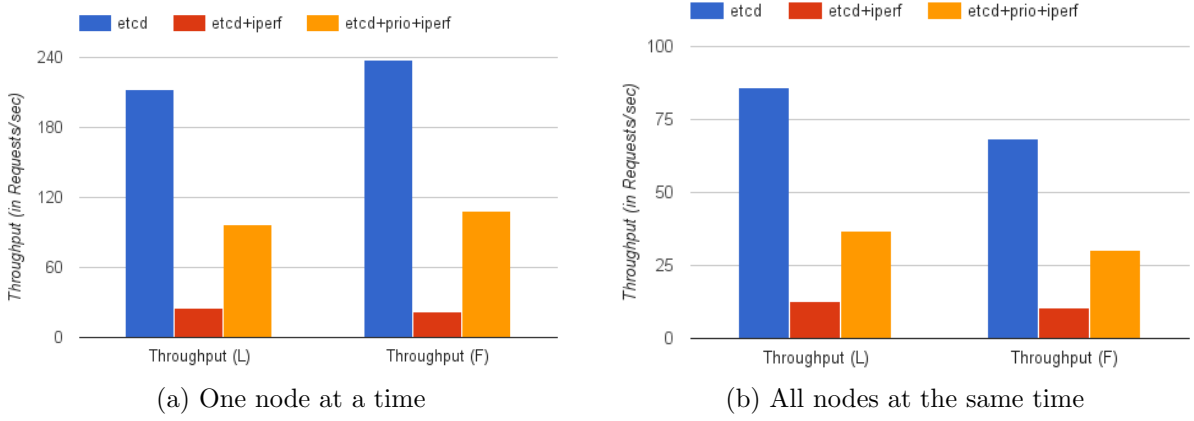 etcd etcd+iperf etcd+prio+iperf
240
180
120
60
0
Throughput (in Requests/sec)
Throughput (L) Throughput (F)
(a) One node at a time
etcd etcd+iperf etcd+prio+iperf
100
75
50
25
0
Throughput (in Requests/sec)
Throughput (L) Throughput (F)
(b) All nodes at the same time